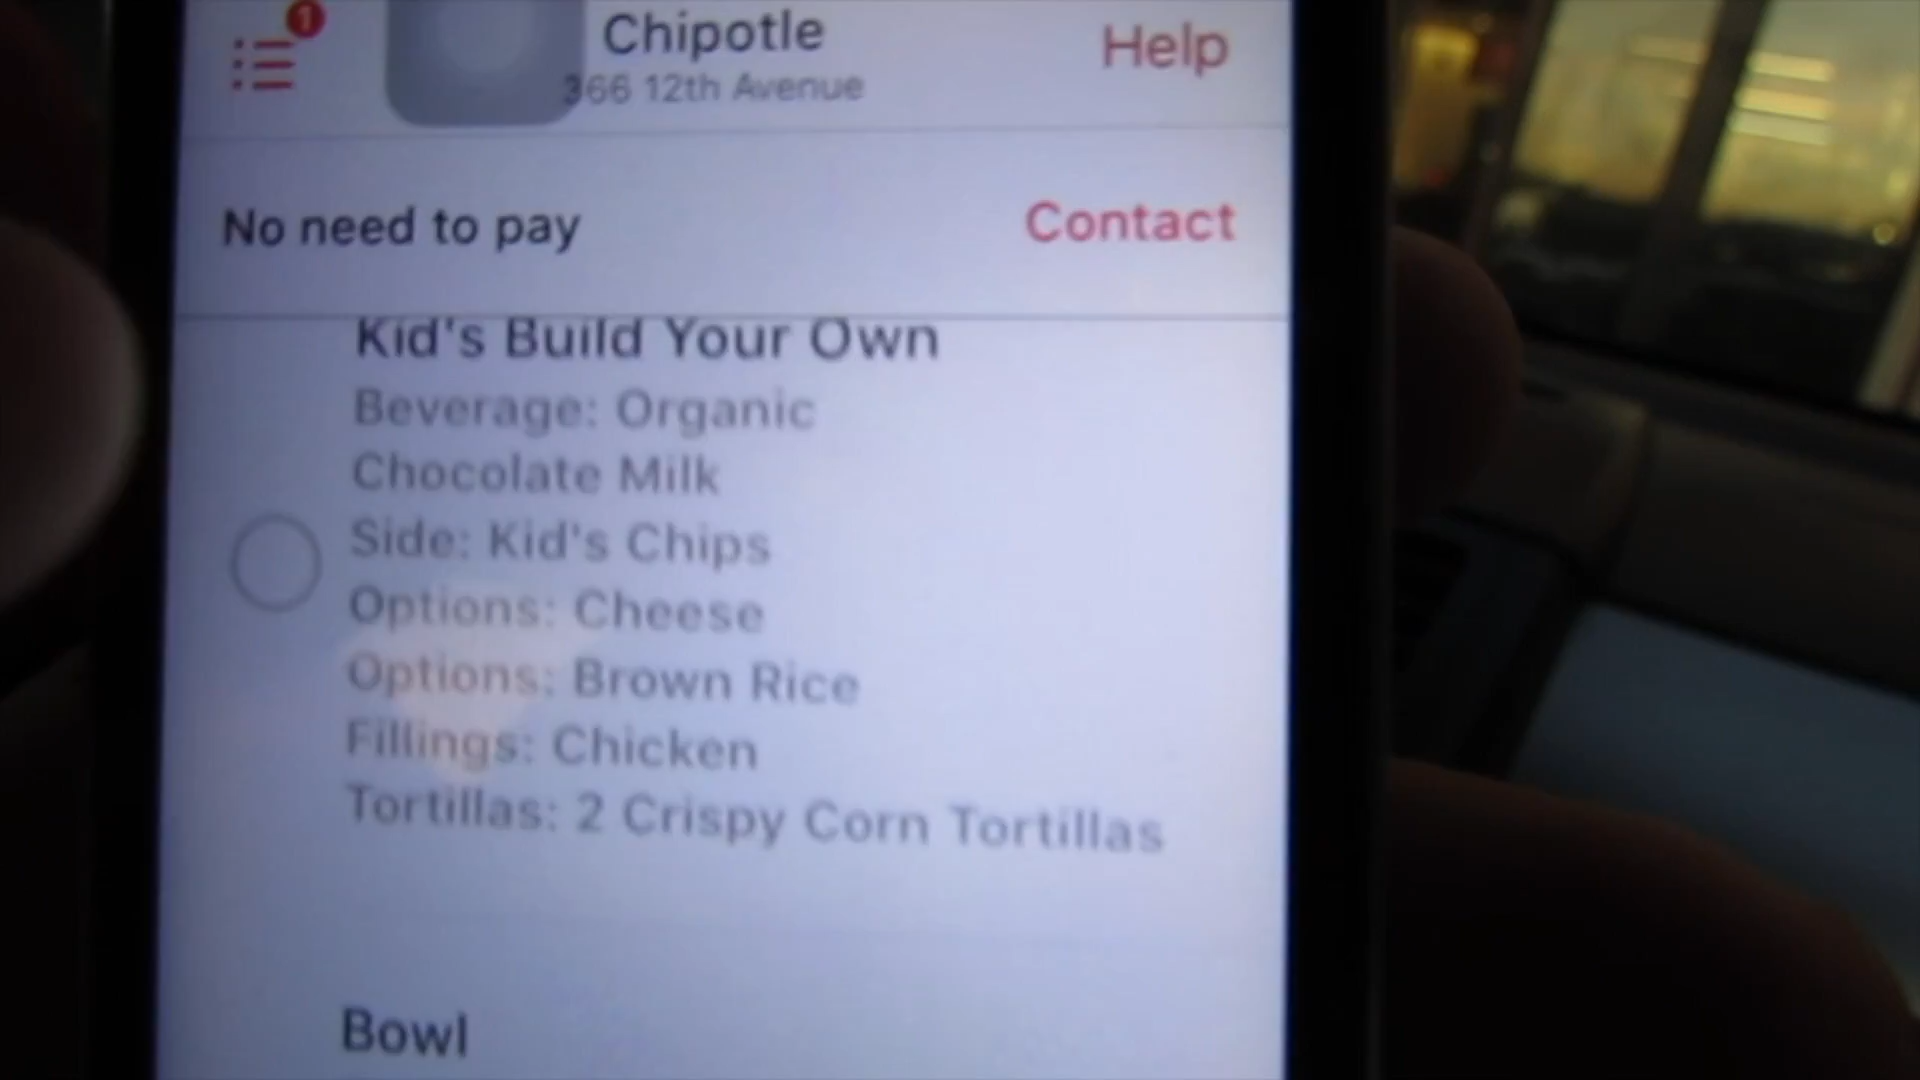 1
Chipotle
Help
366 12th Avenue
No need to pay
Contact
Kid's Build Your Own
Beverage: Organic
Chocolate Milk
Side: Kid's Chips
Options: Cheese
Options: Brown Rice
Fillings: Chicken
Tortillas: 2 Crispy Corn Tortillas
Bowl